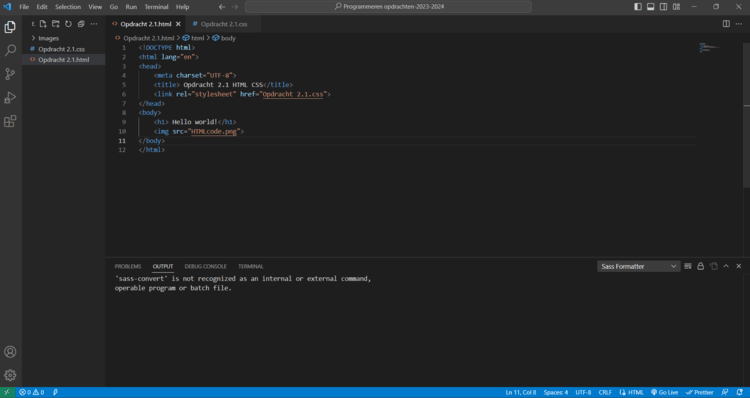 File Edit Selection View Go Run Terminal Help
Programmeren opdrachten-2023-2024
Opdracht 2.1.html
Opdracht 2.1.css
Images
Opdracht 2.1.css
Opdracht 2.1.html
Opdracht 2.1.html > html > body
1 <!DOCTYPE html>
2 <html lang="en">
3 <head>
4 <meta charset="UTF-8">
5 <title> Opdracht 2.1 HTML CSS</title>
6 <link rel="stylesheet" href="Opdracht 2.1.css">
7 </head>
8 <body>
9 <h1> Hello world!</h1>
10 <img src="HTMLcode.png">
11 </body>
12 </html>
PROBLEMS OUTPUT DEBUG CONSOLE TERMINAL
Sass Formatter
'sass-convert' is not recognized as an internal or external command,
operable program or batch file.
0 0 Ln 11, Col 8 Spaces: 4 UTF-8 CRLF HTML Go Live Prettier